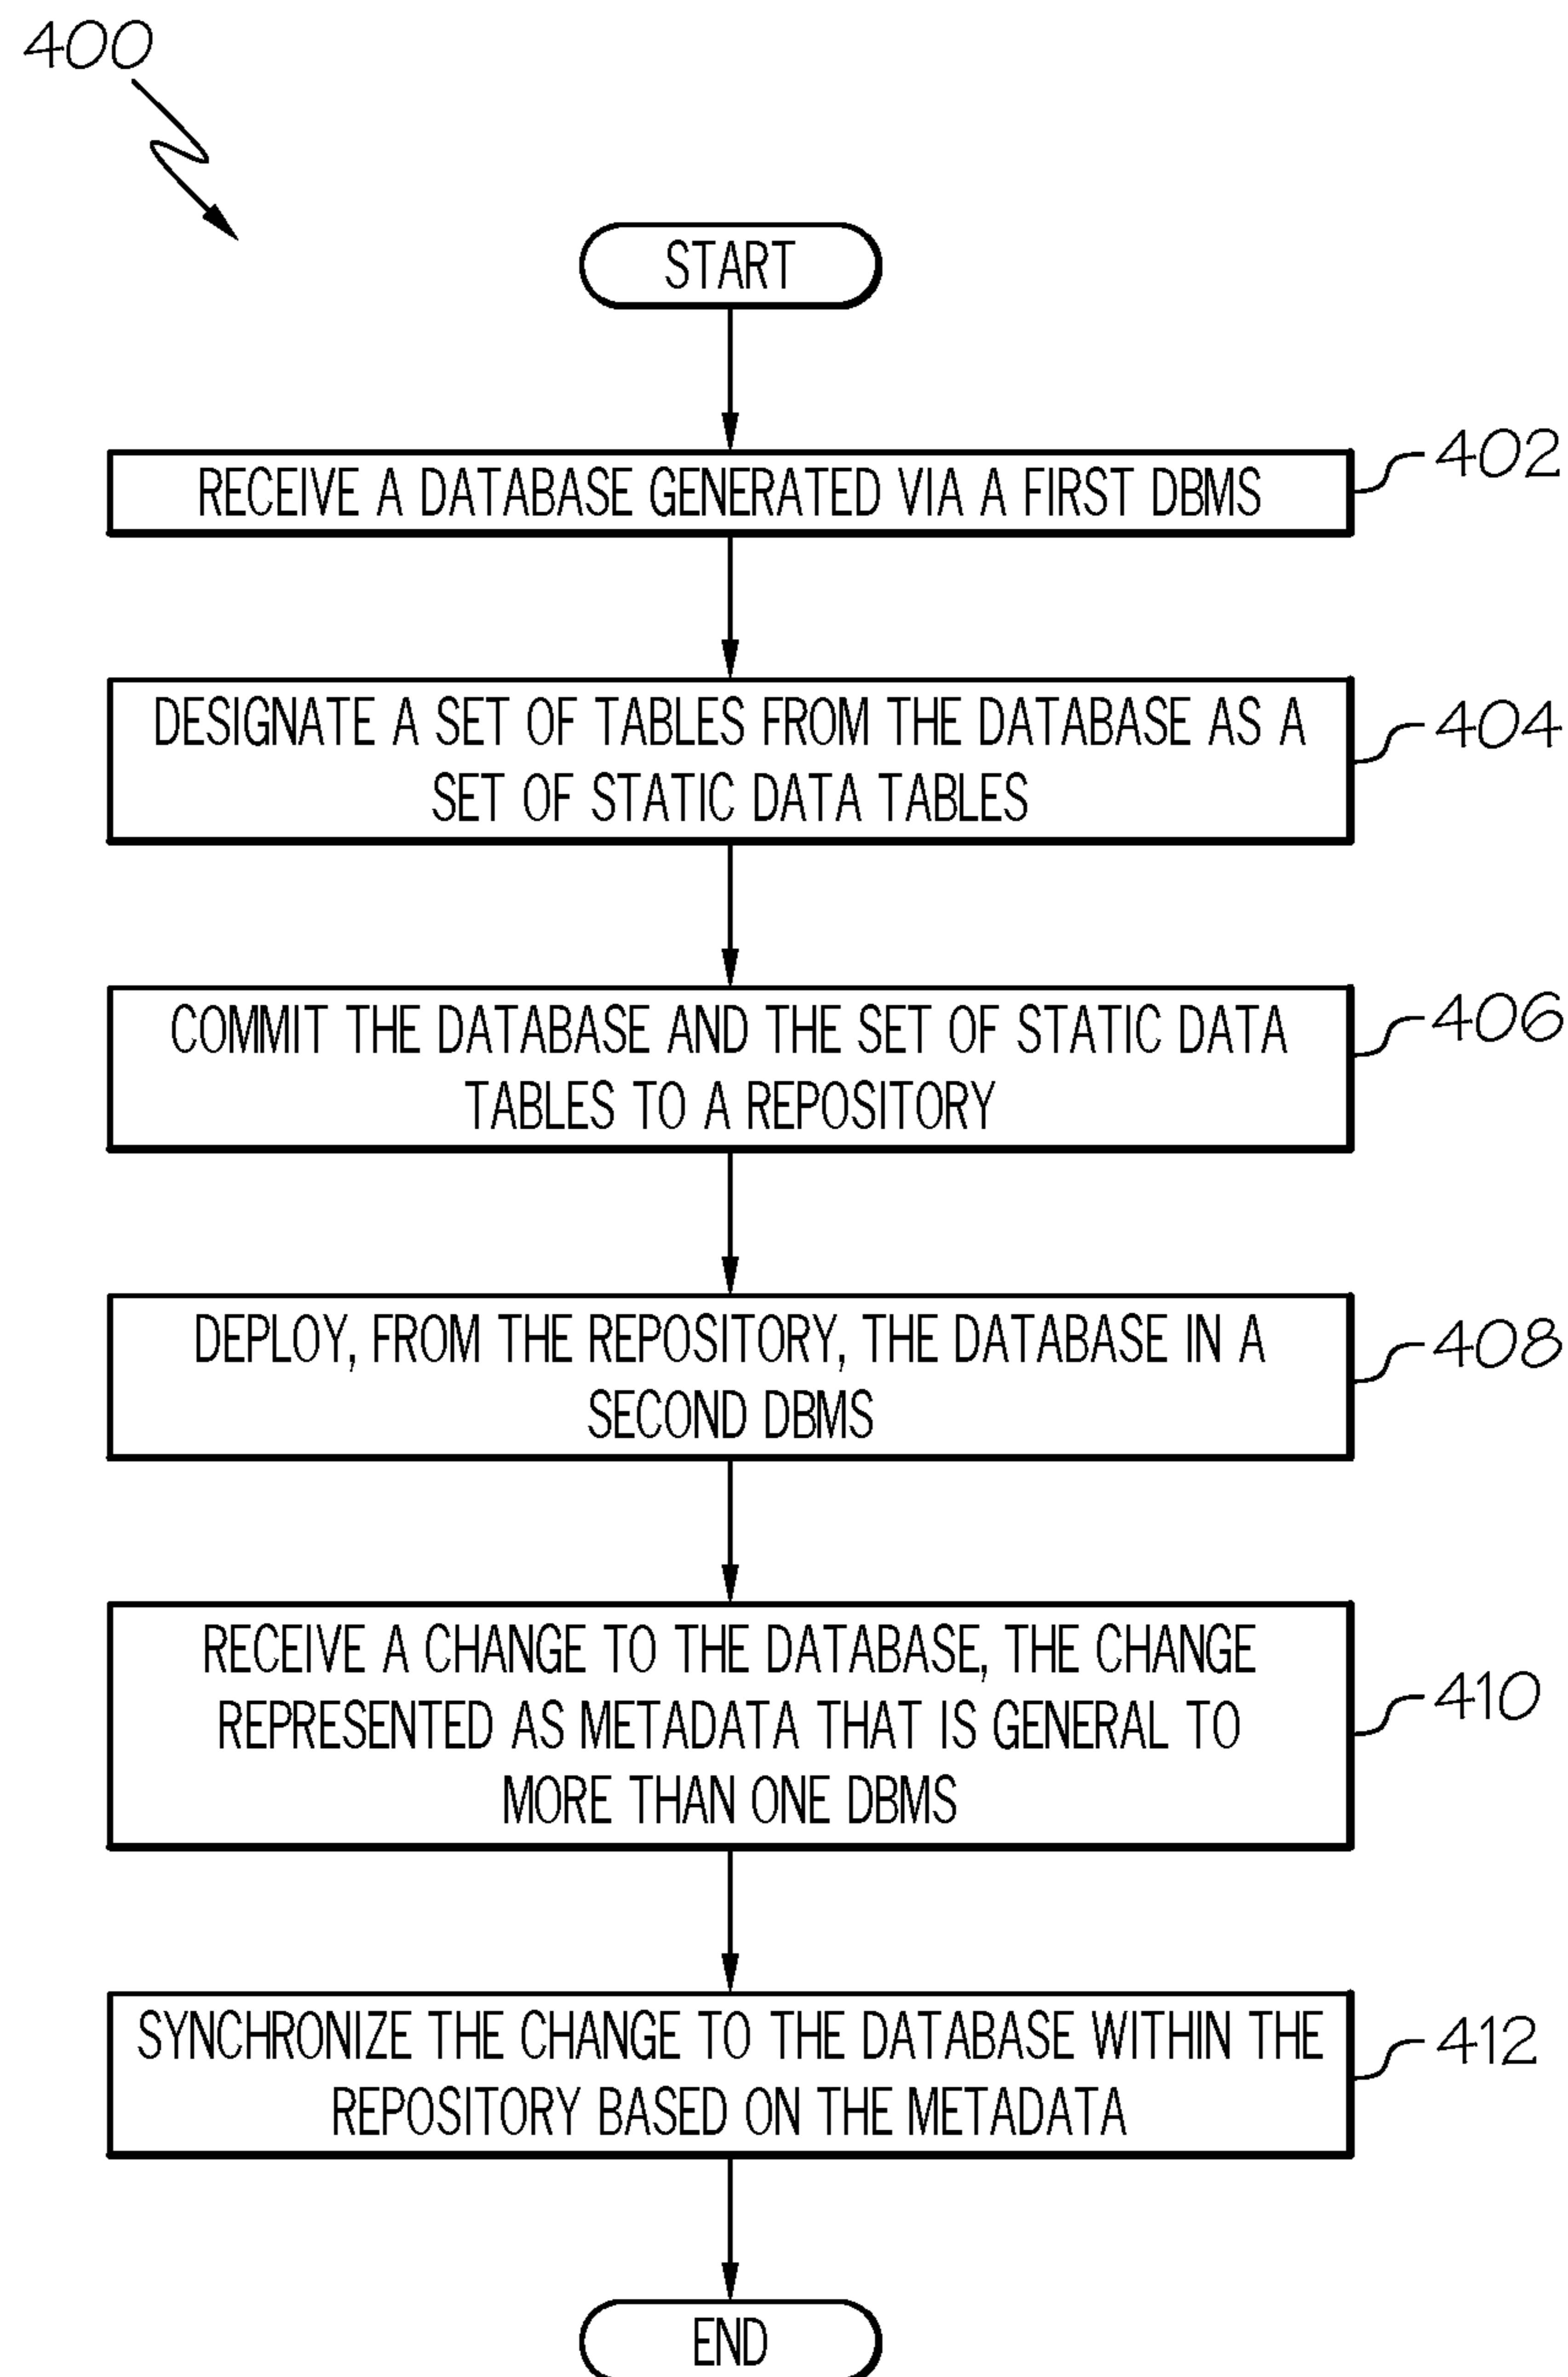 400
START
RECEIVE A DATABASE GENERATED VIA A FIRST DBMS
402
DESIGNATE A SET OF TABLES FROM THE DATABASE AS A
SET OF STATIC DATA TABLES
404
COMMIT THE DATABASE AND THE SET OF STATIC DATA
TABLES TO A REPOSITORY
406
DEPLOY, FROM THE REPOSITORY, THE DATABASE IN A
SECOND DBMS
408
RECEIVE A CHANGE TO THE DATABASE, THE CHANGE
REPRESENTED AS METADATA THAT IS GENERAL TO
MORE THAN ONE DBMS
410
SYNCHRONIZE THE CHANGE TO THE DATABASE WITHIN THE
REPOSITORY BASED ON THE METADATA
412
END